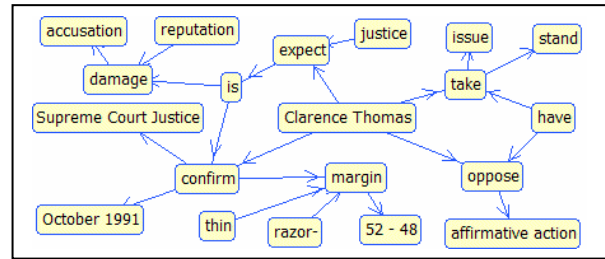 accusation
reputation
justice
issue
stand
expect
damage
is
take
Supreme Court Justice
Clarence Thomas
have
confirm
margin
oppose
October 1991
thin
razor-
52 - 48
affirmative action